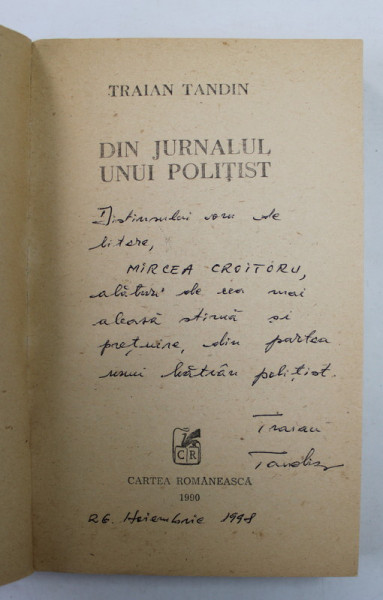 TRAIAN TANDIN
DIN JURNALUL
UNUI POLIȚIST
Distinsului om de
litere,
MIRCEA CROITORU,
alături de cea mai
aleasă stimă și
prețuire, din partea
unui bătrân polițist.
Traian
Tandin
CR
CARTEA ROMÂNEASCĂ
1990
26. Noiembrie 1998